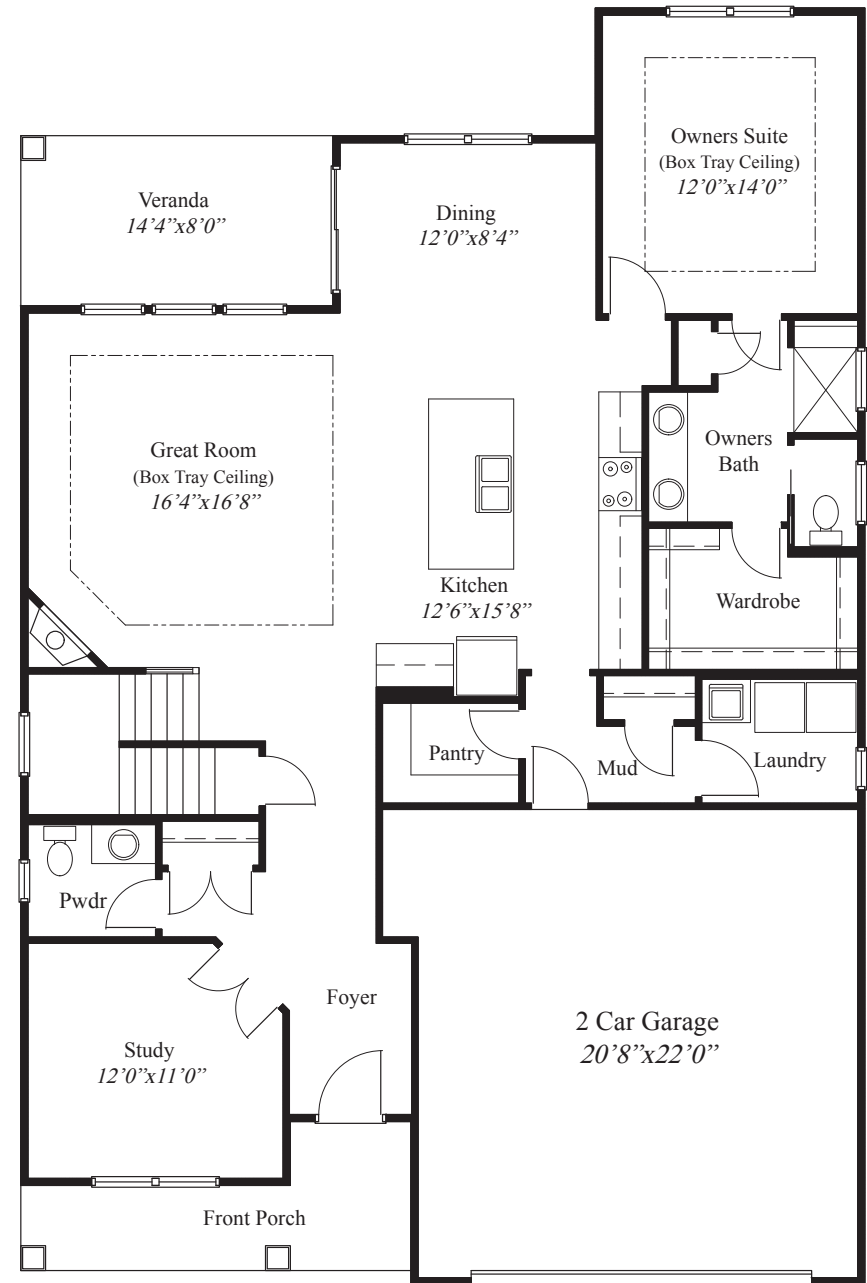 Owners Suite
(Box Tray Ceiling)
12’0”x14’0”
Veranda
14’4”x8’0”
Dining
12’0”x8’4”
Great Room
(Box Tray Ceiling)
16’4”x16’8”
Owners
Bath
Kitchen
12’6”x15’8”
Wardrobe
Pantry
Mud
Laundry
Pwdr
Foyer
2 Car Garage
20’8”x22’0”
Study
12’0”x11’0”
Front Porch